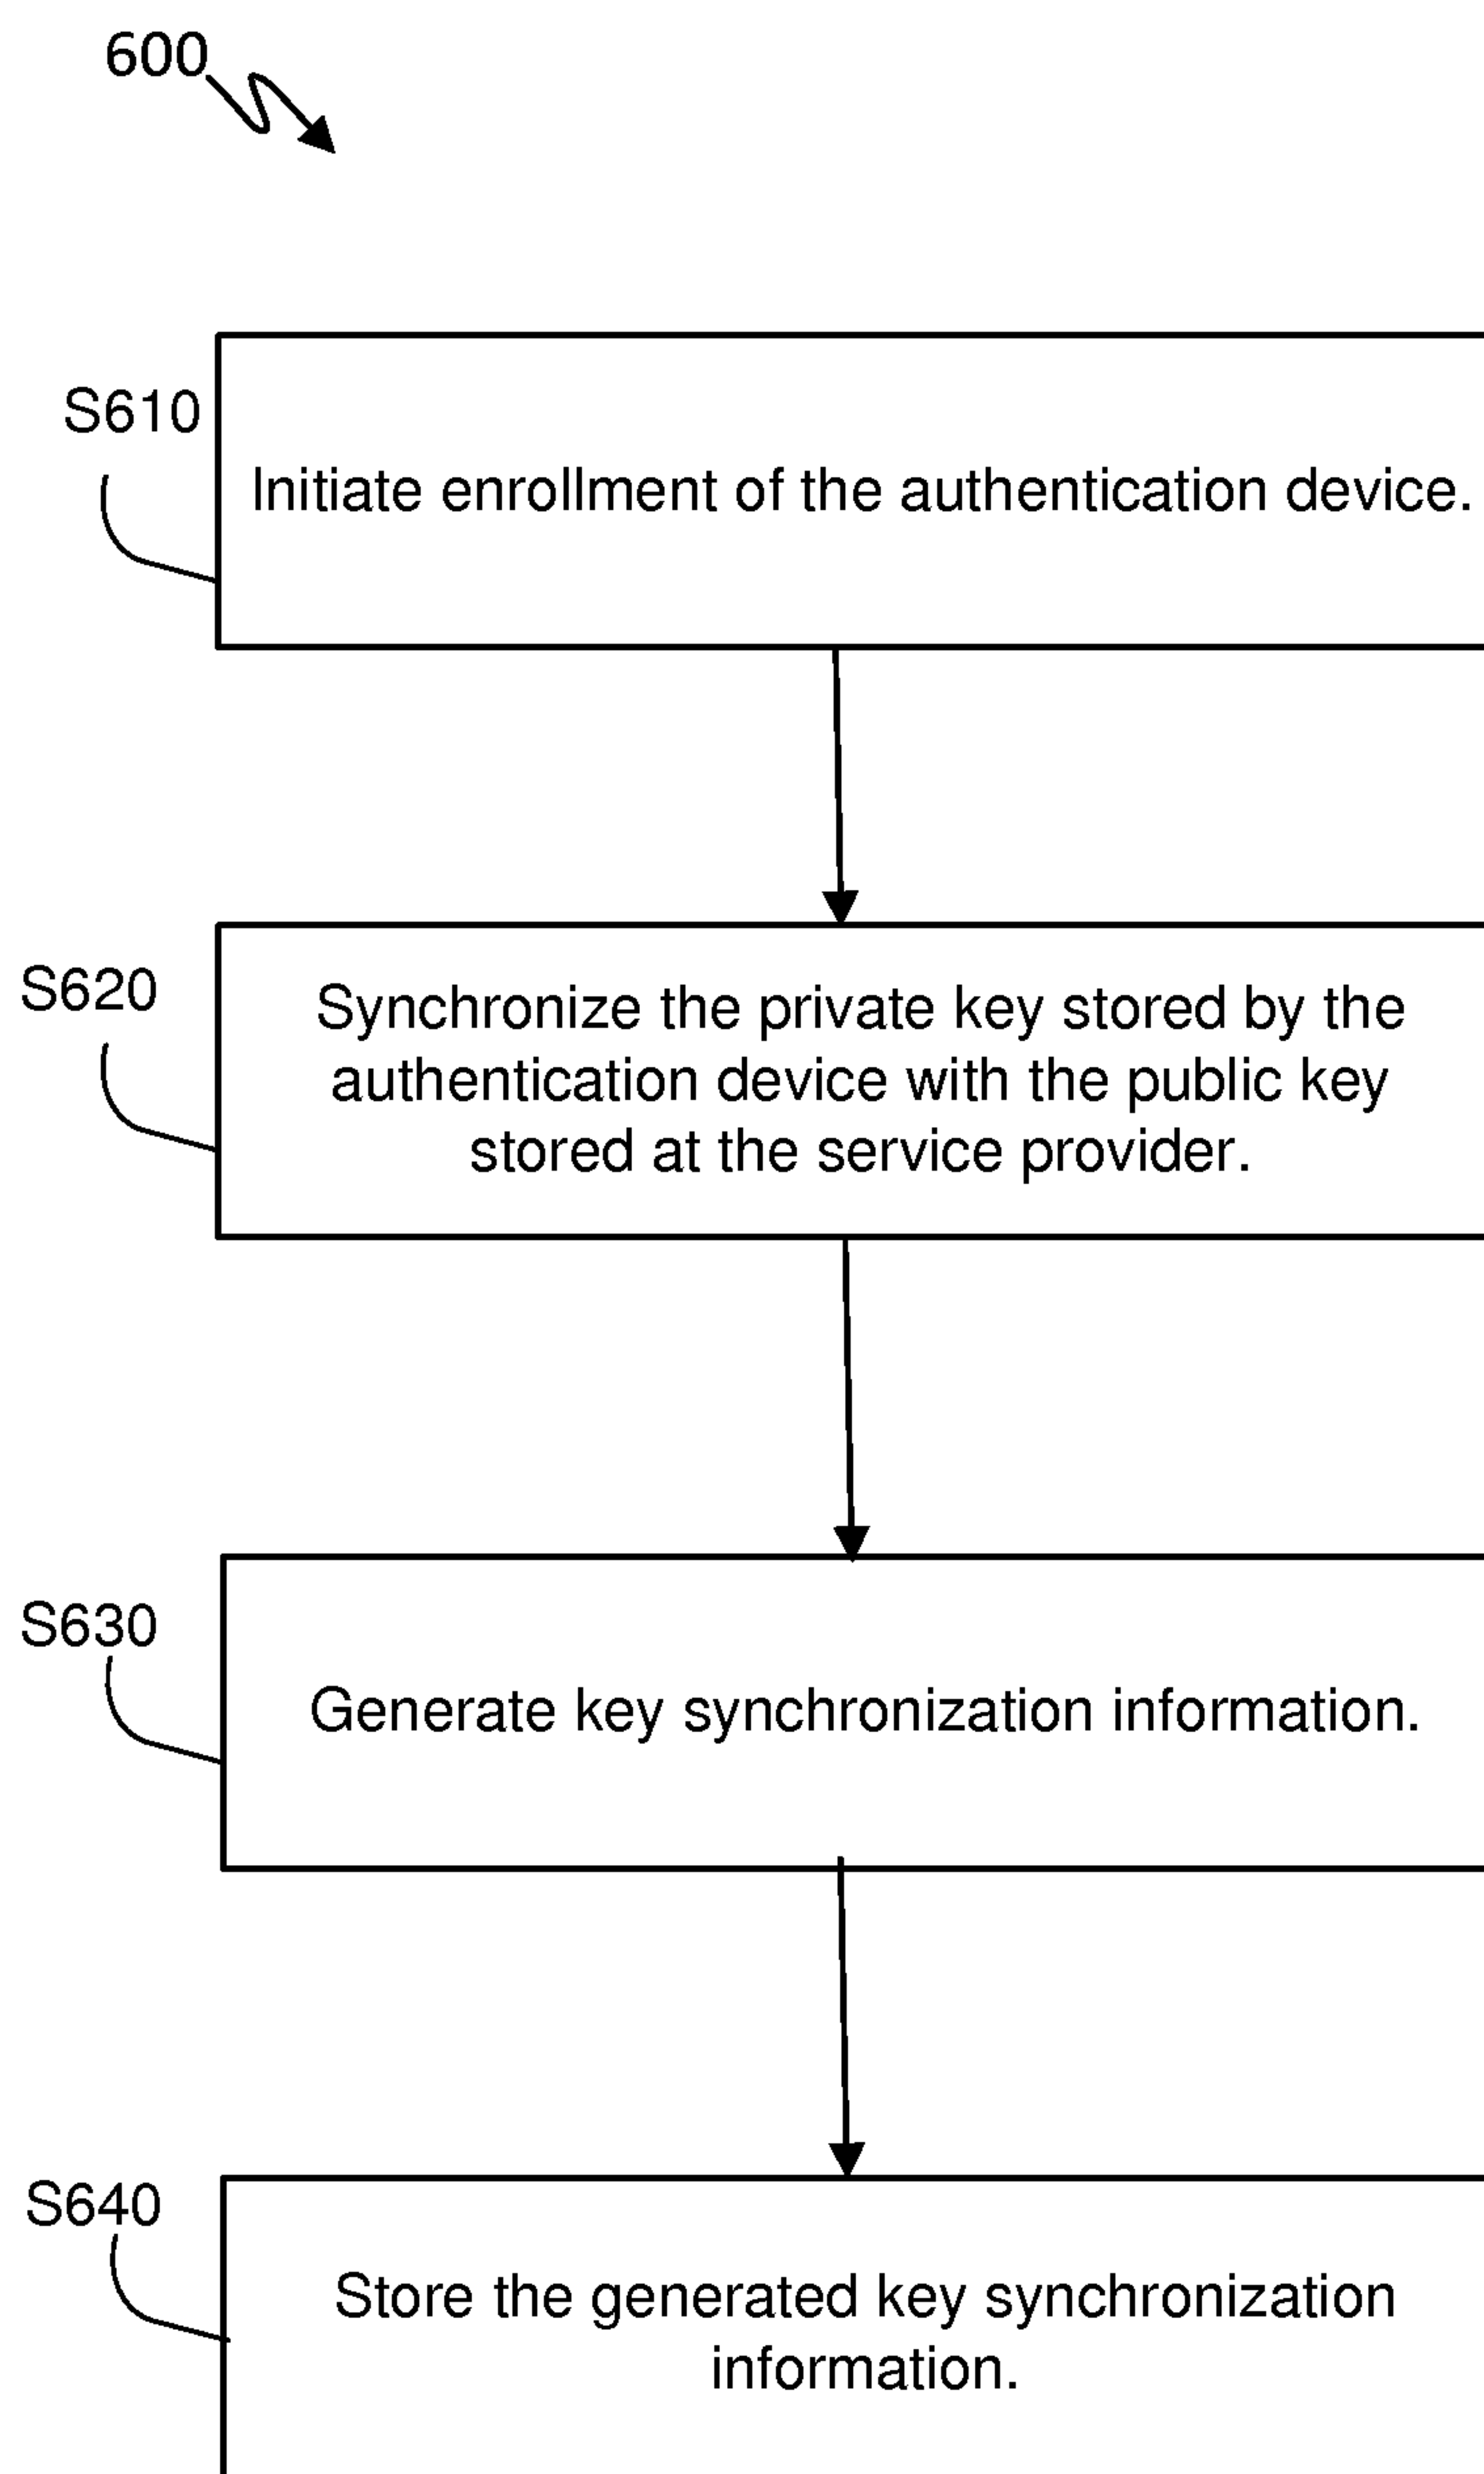 600
S610
Initiate enrollment of the authentication device.
S620
Synchronize the private key stored by the
authentication device with the public key
stored at the service provider.
S630
Generate key synchronization information.
S640
Store the generated key synchronization
information.